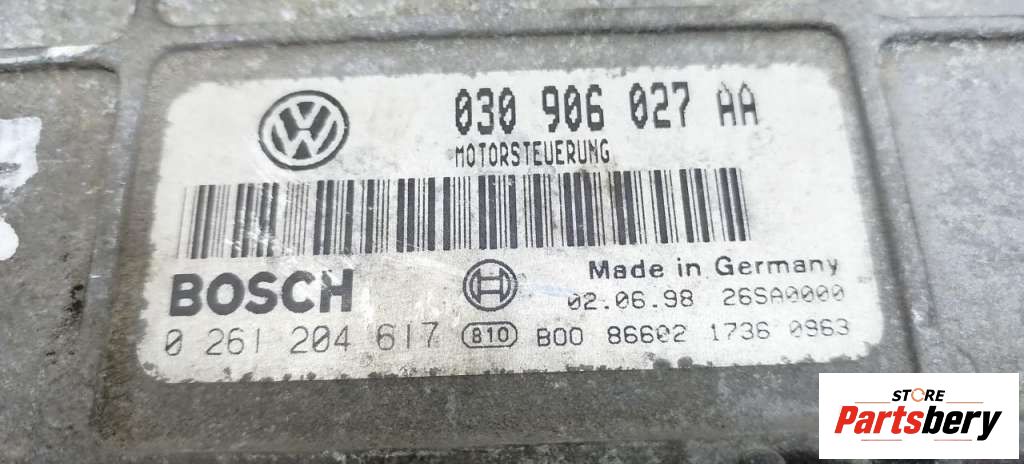 030 906 027 AA
MOTORSTEUERUNG
BOSCH
Made in Germany
02.06.98 26SA0000
0 261 204 617 810 B00 86602 1736 0963
STORE
Partsbery